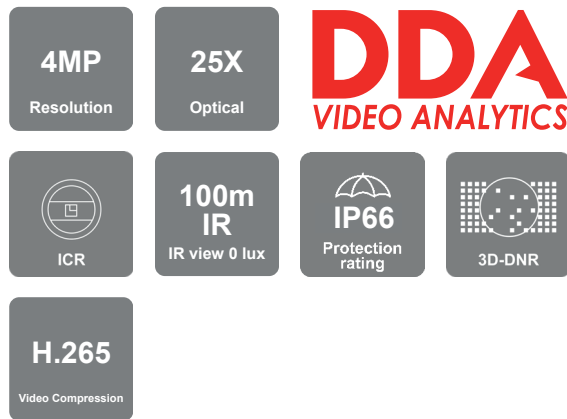 4MP
Resolution
25X
Optical
DDA
VIDEO ANALYTICS
ICR
100m
IR
IR view 0 lux
IP66
Protection
rating
3D-DNR
H.265
Video Compression